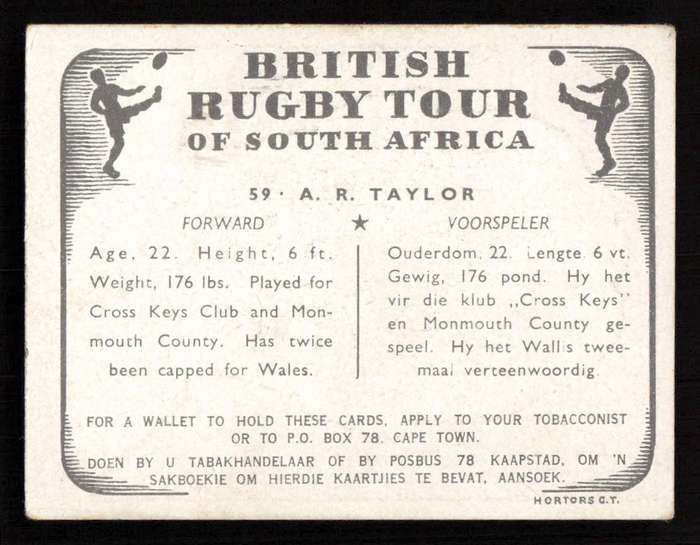 BRITISH
RUGBY TOUR
OF SOUTH AFRICA
59 · A. R. TAYLOR
FORWARD ★ VOORSPELER
Age, 22. Height, 6 ft.
Weight, 176 lbs. Played for
Cross Keys Club and Mon-
mouth County. Has twice
been capped for Wales.
Ouderdom, 22. Lengte 6 vt.
Gewig, 176 pond. Hy het
vir die klub „Cross Keys"
en Monmouth County ge-
speel. Hy het Wallis twee-
maal verteenwoordig
FOR A WALLET TO HOLD THESE CARDS, APPLY TO YOUR TOBACCONIST
OR TO P.O. BOX 78, CAPE TOWN.
DOEN BY U TABAKHANDELAAR OF BY POSBUS 78 KAAPSTAD, OM 'N
SAKBOEKIE OM HIERDIE KAARTJIES TE BEVAT, AANSOEK.
HORTORS C.T.